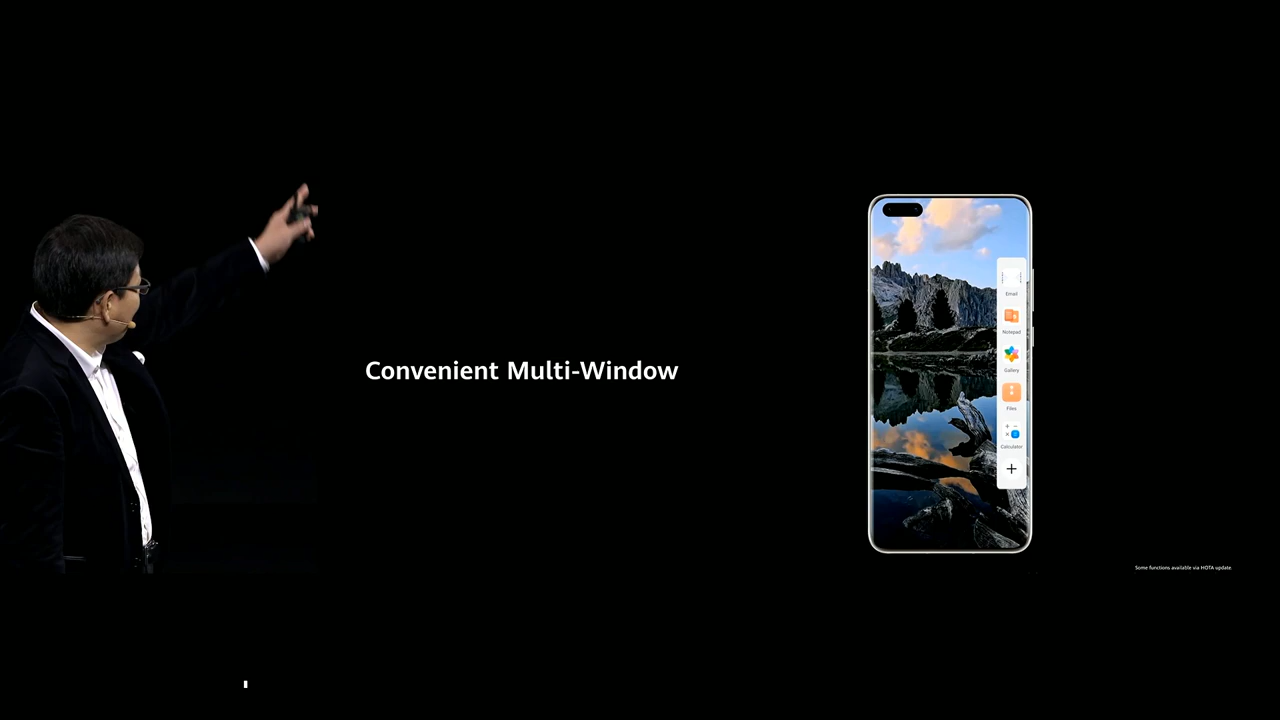 Convenient Multi-Window
Email
Notepad
Gallery
Files
Calculator
Some functions available via HOTA update.